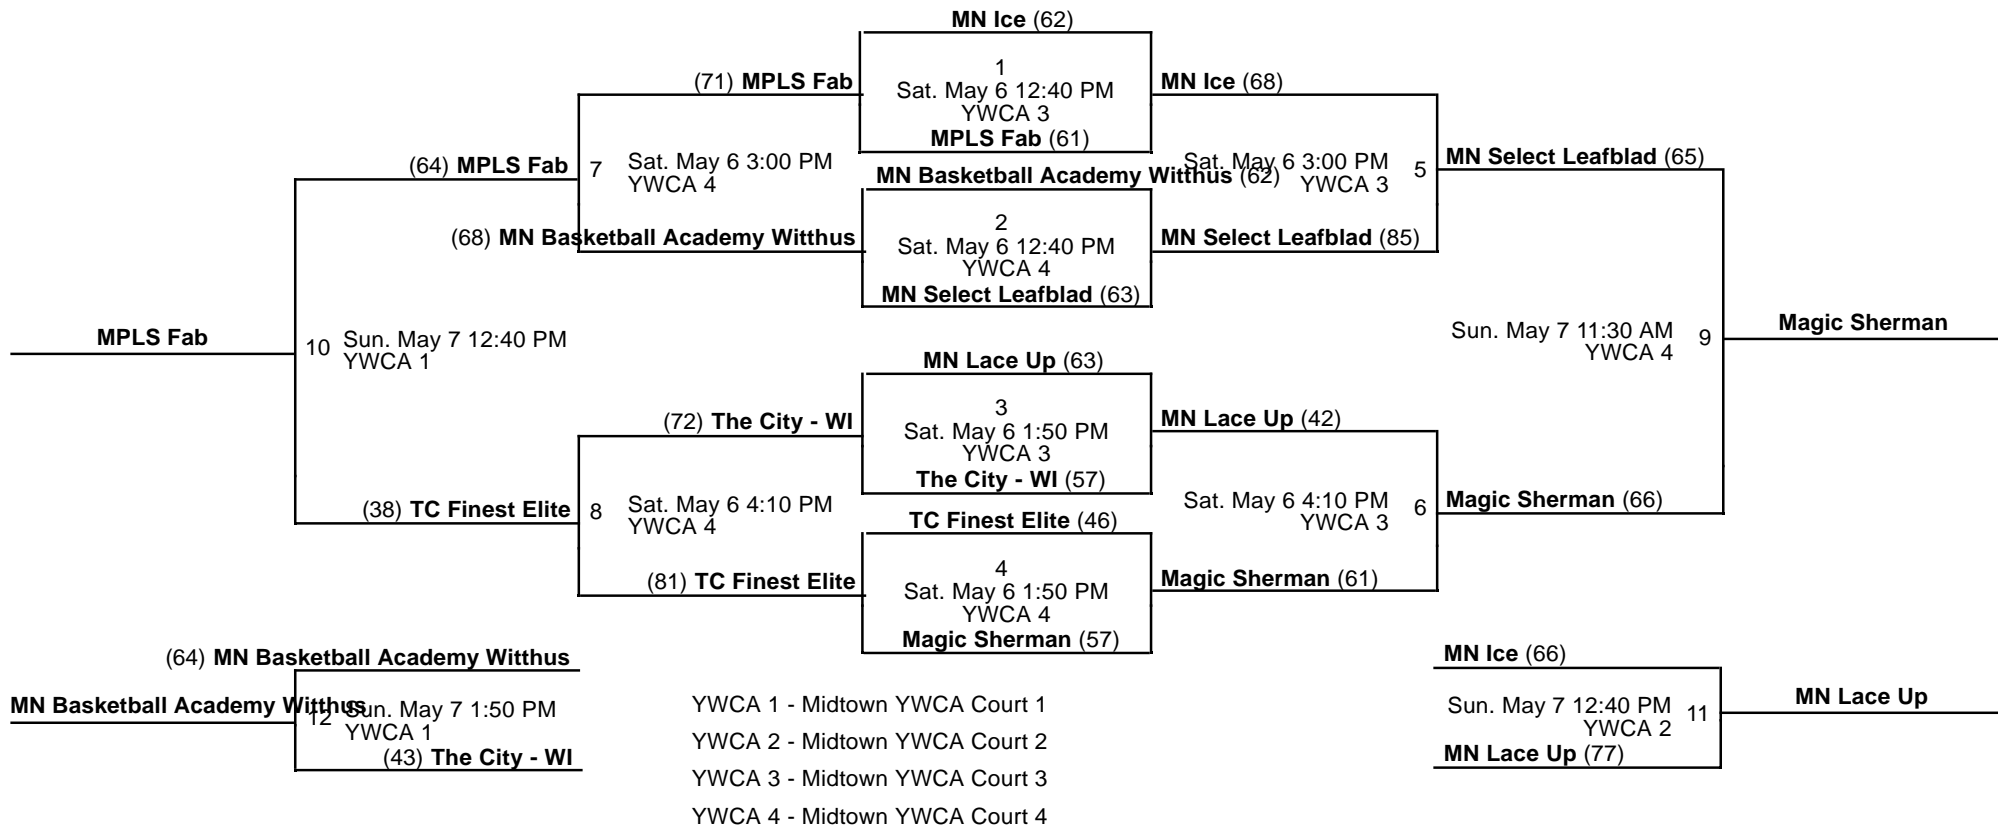 MN Ice (62)
1
Sat. May 6 12:40 PM
YWCA 3
MPLS Fab (61)
(71) MPLS Fab
MN Ice (68)
(64) MPLS Fab
7 Sat. May 6 3:00 PM
YWCA 4
Sat. May 6 3:00 PM 5
YWCA 3
MN Select Leafblad (65)
MN Basketball Academy Witthus (62)
2
Sat. May 6 12:40 PM
YWCA 4
MN Select Leafblad (63)
(68) MN Basketball Academy Witthus
MN Select Leafblad (85)
MPLS Fab
10 Sun. May 7 12:40 PM
YWCA 1
Sun. May 7 11:30 AM 9
YWCA 4
Magic Sherman
MN Lace Up (63)
3
Sat. May 6 1:50 PM
YWCA 3
The City - WI (57)
(72) The City - WI
MN Lace Up (42)
(38) TC Finest Elite
8 Sat. May 6 4:10 PM
YWCA 4
Sat. May 6 4:10 PM 6
YWCA 3
Magic Sherman (66)
TC Finest Elite (46)
4
Sat. May 6 1:50 PM
YWCA 4
Magic Sherman (57)
(81) TC Finest Elite
Magic Sherman (61)
(64) MN Basketball Academy Witthus
MN Basketball Academy Witthus
12 Sun. May 7 1:50 PM
YWCA 1
(43) The City - WI
MN Ice (66)
Sun. May 7 12:40 PM 11
YWCA 2
MN Lace Up (77)
MN Lace Up
YWCA 1 - Midtown YWCA Court 1
YWCA 2 - Midtown YWCA Court 2
YWCA 3 - Midtown YWCA Court 3
YWCA 4 - Midtown YWCA Court 4